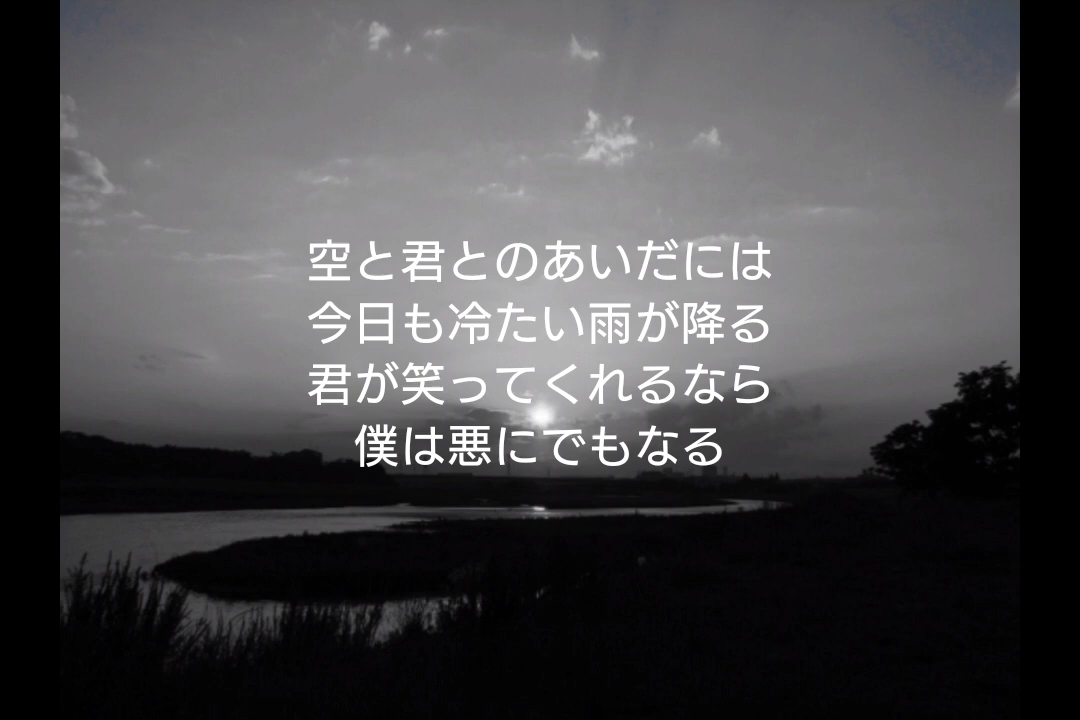 空と君とのあいだには
今日も冷たい雨が降る
君が笑ってくれるなら
僕は悪にでもなる